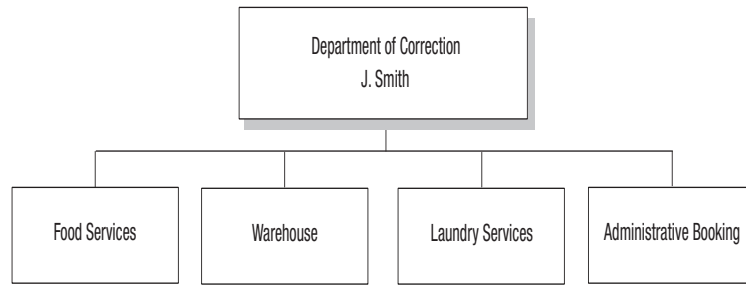 Department of Correction
J. Smith
Food Services
Warehouse
Laundry Services
Administrative Booking